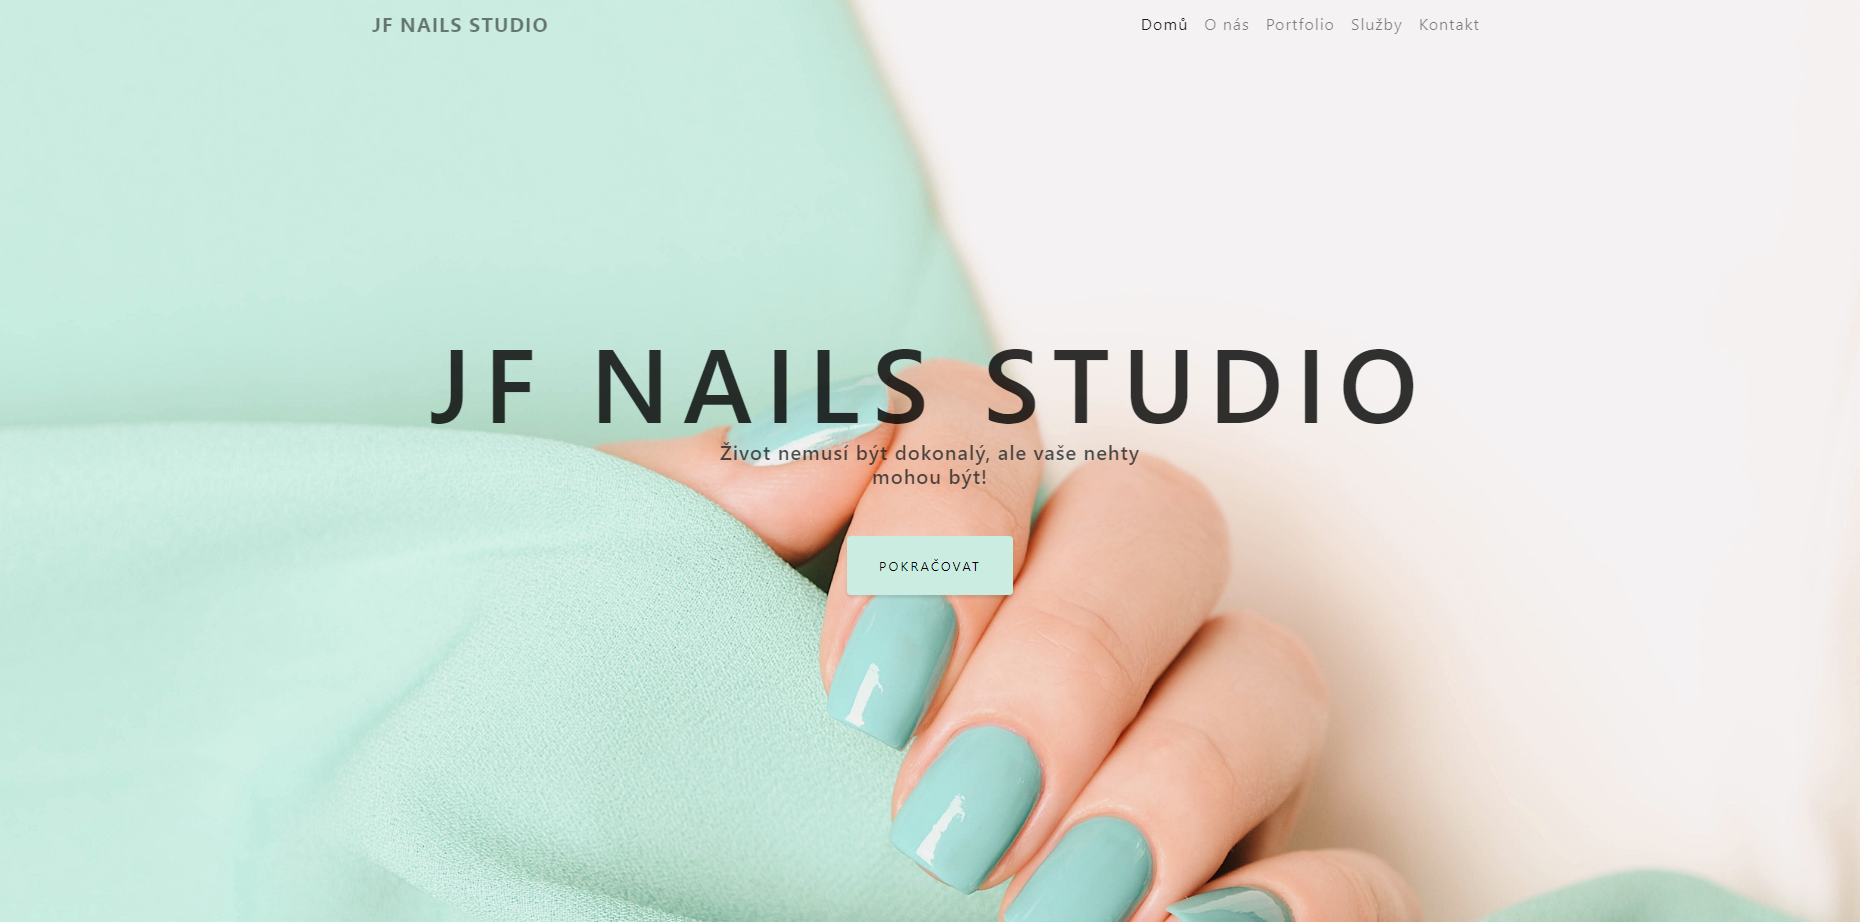 JF NAILS STUDIO
Domů O nás Portfolio Služby Kontakt
JF NAILS STUDIO
Život nemusí být dokonalý, ale vaše nehty
mohou být!
POKRAČOVAT